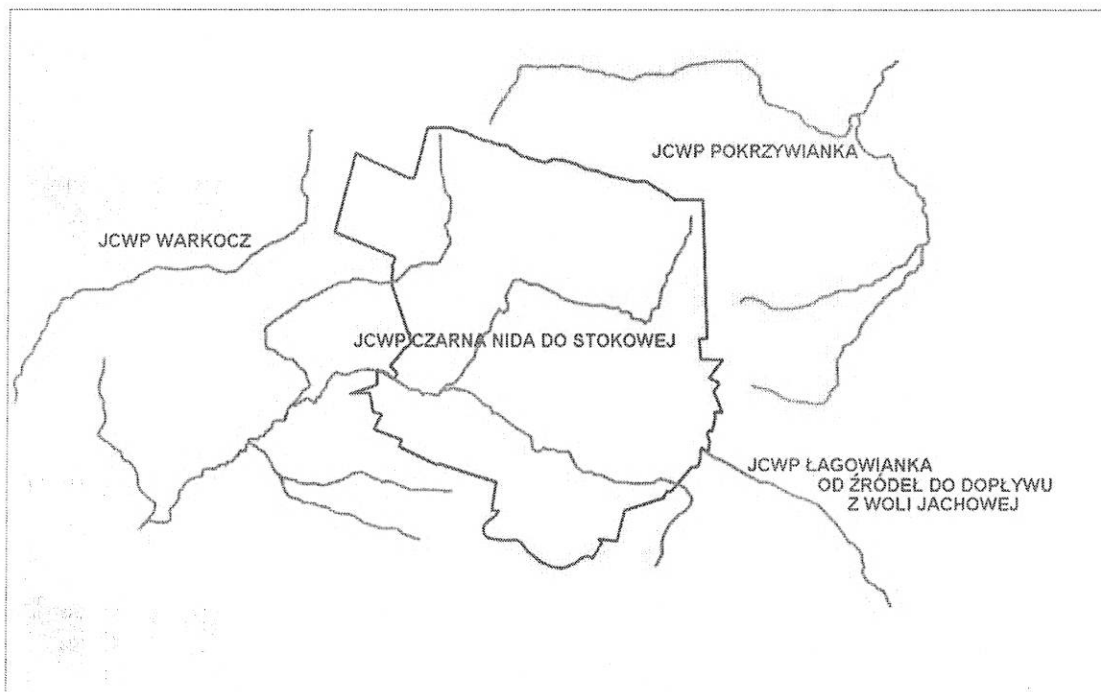 JCWP POKRZYWIANKA
JCWP WARKOCZ
JCWP CZARNA NIDA DO STOKOWEJ
JCWP ŁAGOWIANKA
OD ŹRÓDEŁ DO DOPŁYWU
Z WOLI JACHOWEJ